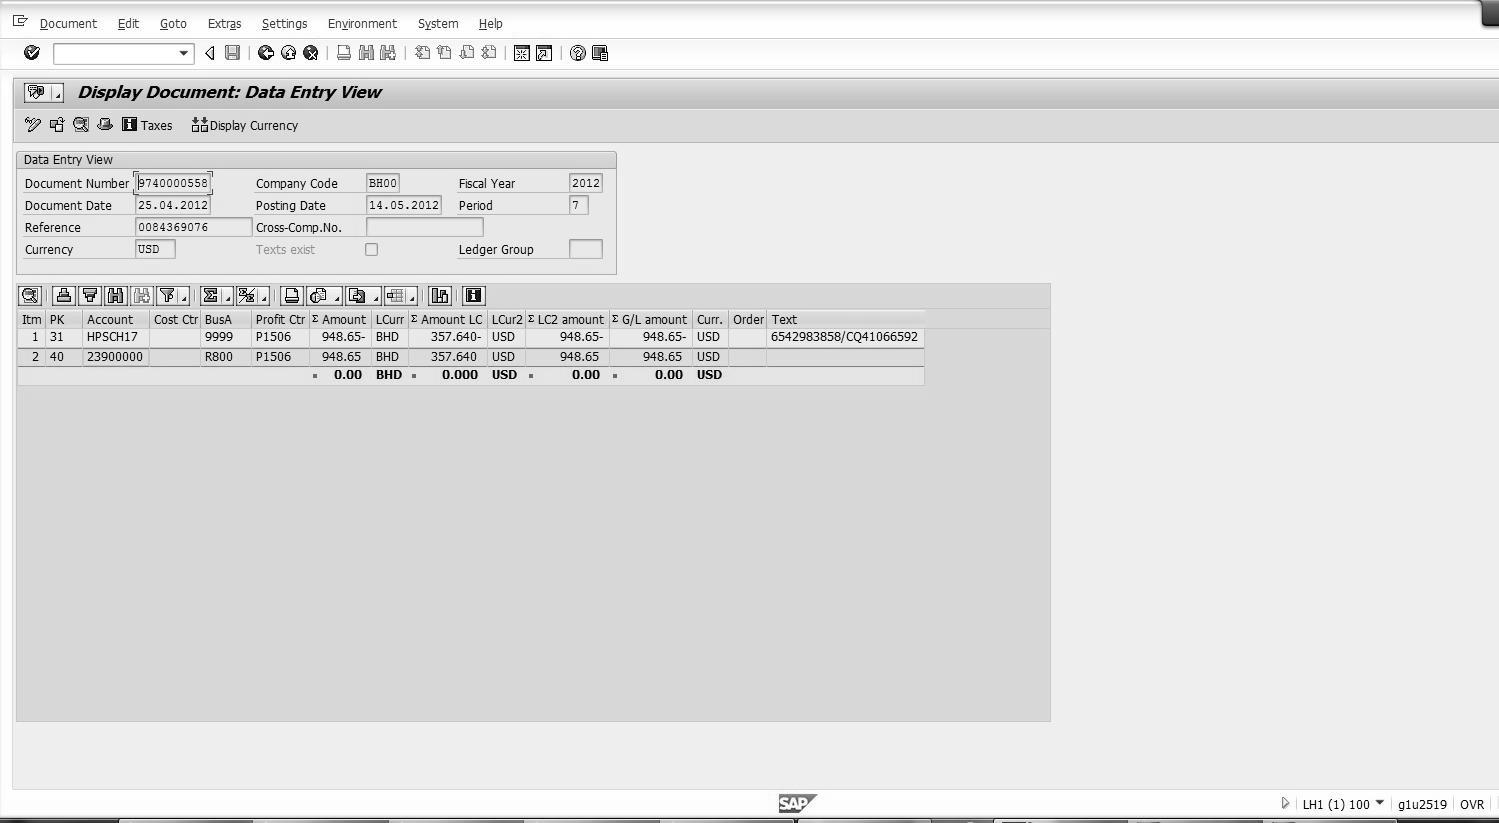 Document Edit Goto Extras Settings Environment System Help
Display Document: Data Entry View
Taxes Display Currency
Data Entry View
Document Number 9740000558 Company Code BH00 Fiscal Year 2012
Document Date 25.04.2012 Posting Date 14.05.2012 Period 7
Reference 0084369076 Cross-Comp.No.
Currency USD Texts exist Ledger Group
Itm PK Account Cost Ctr BusA Profit Ctr Σ Amount LCurr Σ Amount LC LCur2 Σ LC2 amount Σ G/L amount Curr. Order Text
1 31 HPSCH17 9999 P1506 948.65- BHD 357.640- USD 948.65- 948.65- USD 6542983858/CQ41066592
2 40 23900000 R800 P1506 948.65 BHD 357.640 USD 948.65 948.65 USD
0.00 BHD 0.000 USD 0.00 0.00 USD
SAP LH1 (1) 100 g1u2519 OVR